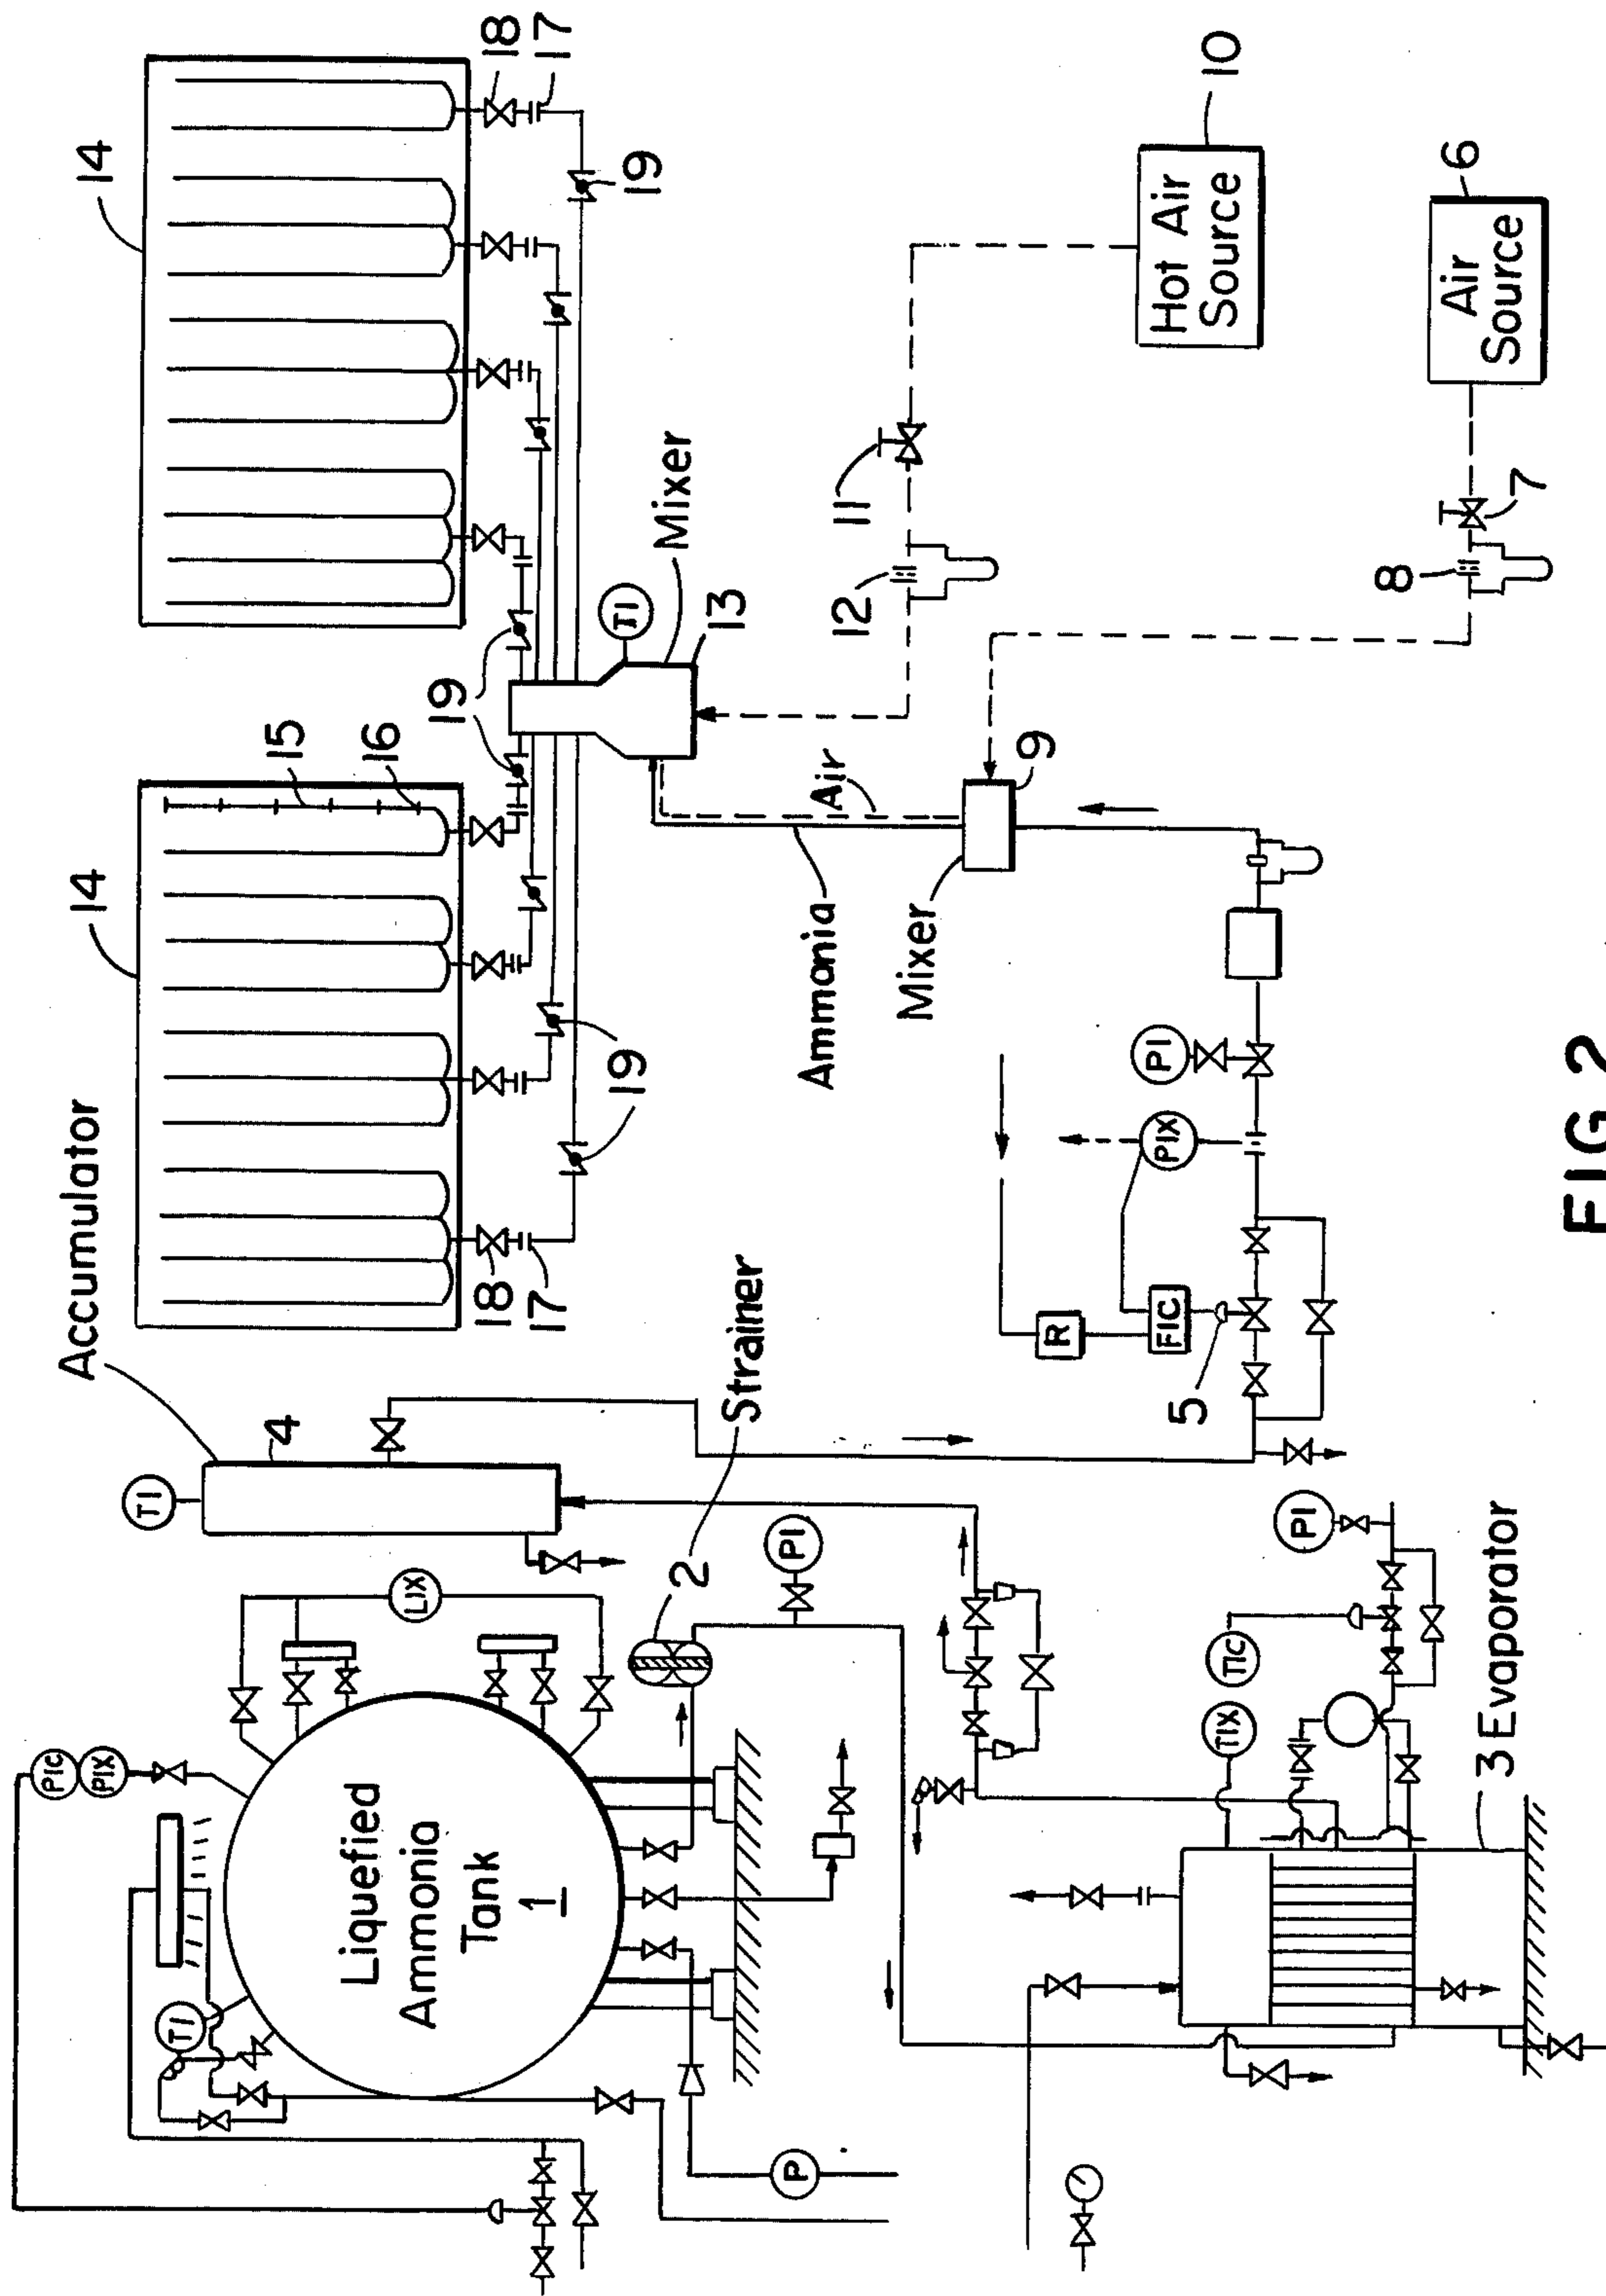 Accumulator
14
14
15
16
18
17
19
19
19
18
17
19
TI
Mixer
13
TI
4
2 Strainer
PI
LIX
PIC
PIX
TI
Liquefied
Ammonia
Tank
1
P
11
12
Hot Air
Source
10
Air
Source
6
7
8
Air
Ammonia
Mixer
9
PI
PIX
R
FIC
5
PI
TIC
TIX
3 Evaporator
FIG 2